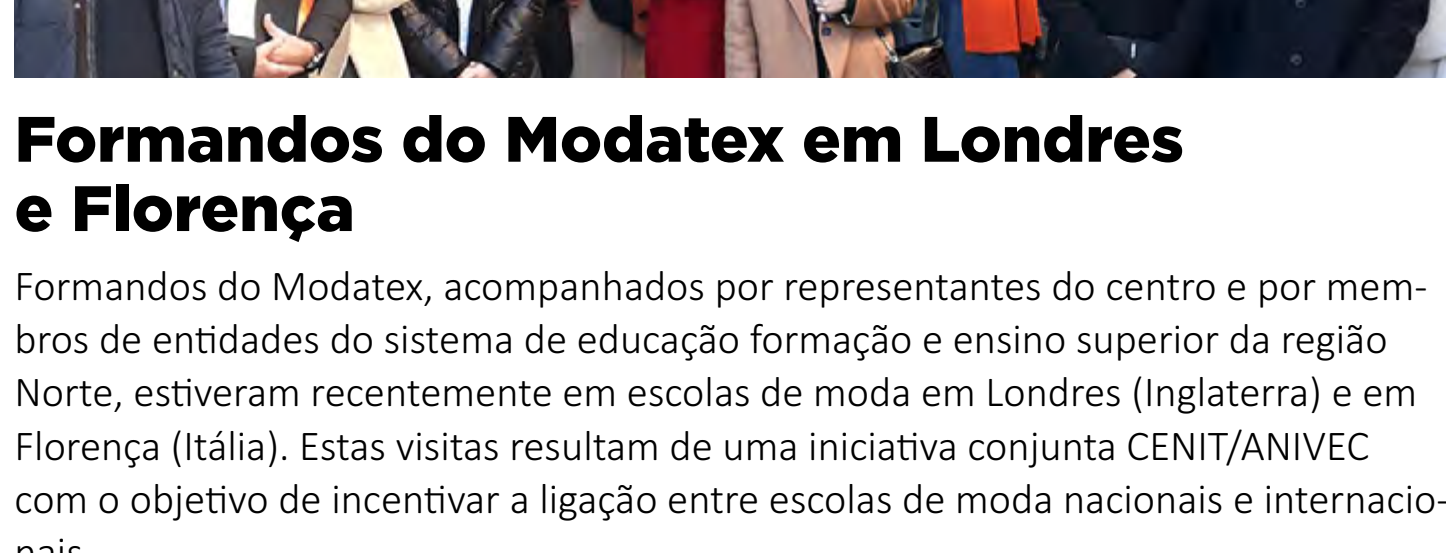 Formandos do Modatex em Londres
e Florença
Formandos do Modatex, acompanhados por representantes do centro e por mem-
bros de entidades do sistema de educação formação e ensino superior da região
Norte, estiveram recentemente em escolas de moda em Londres (Inglaterra) e em
Florença (Itália). Estas visitas resultam de uma iniciativa conjunta CENIT/ANIVEC
com o objetivo de incentivar a ligação entre escolas de moda nacionais e internacio-
nais.